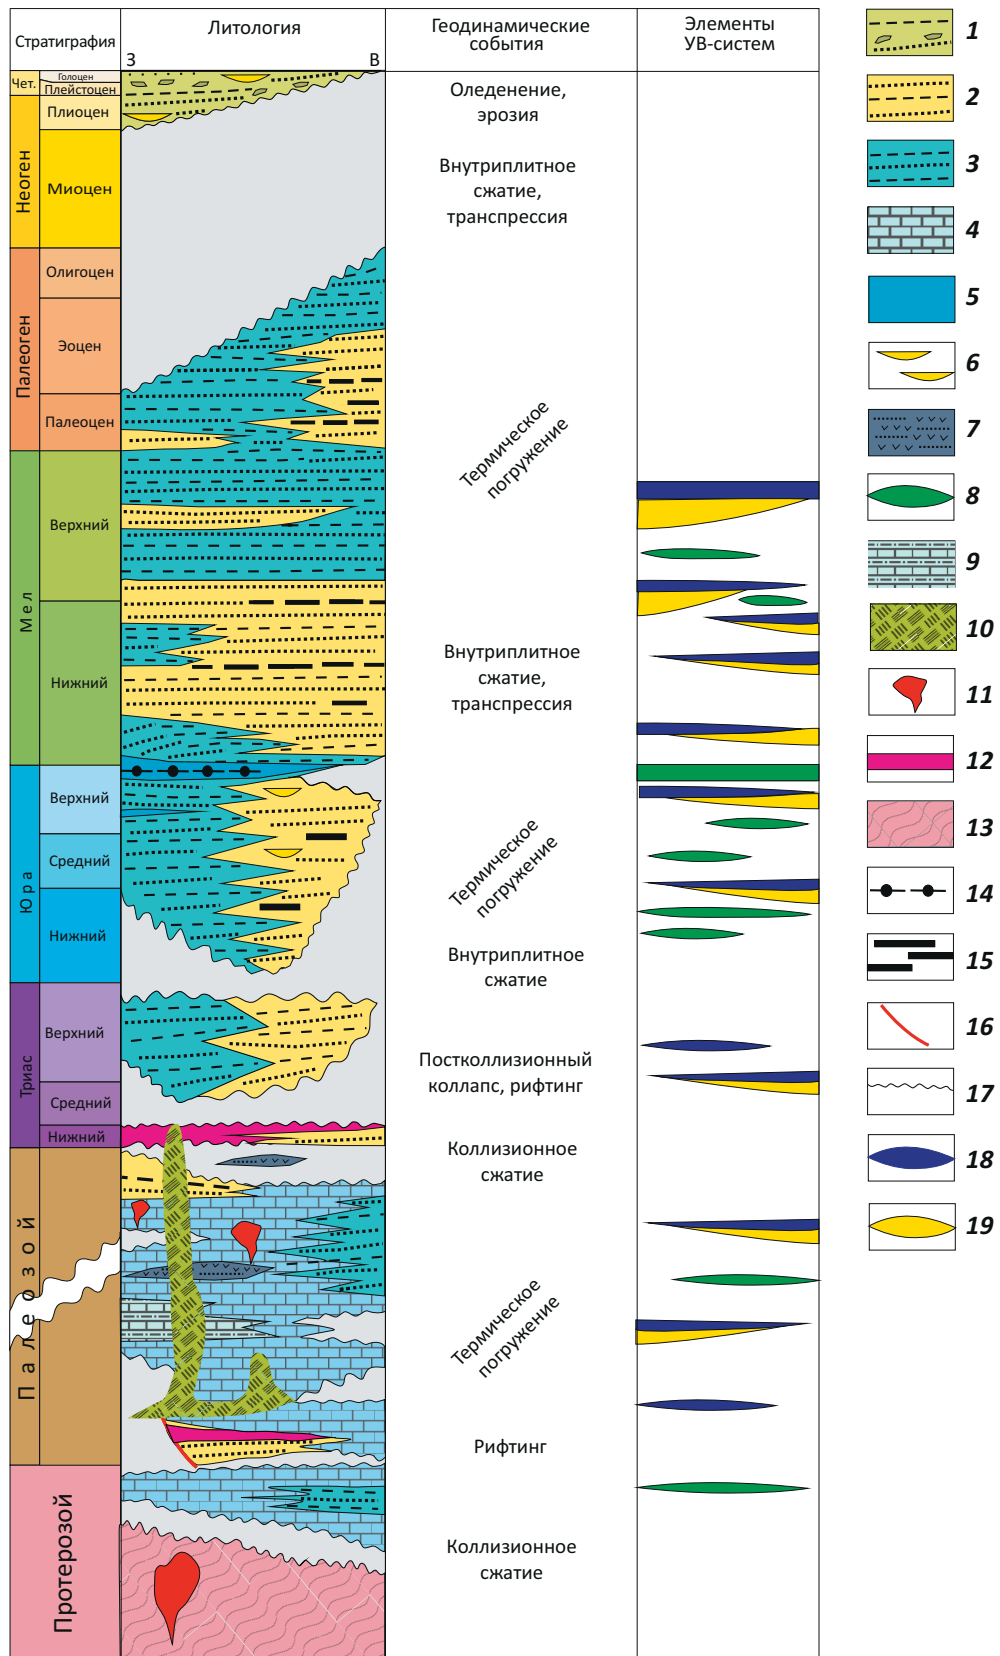 Стратиграфия
Литология
З
В
Геодинамические
события
Элементы
УВ-систем
Чет.
Голоцен
Плейстоцен
Неоген
Плиоцен
Миоцен
Палеоген
Олигоцен
Эоцен
Палеоцен
Мел
Верхний
Нижний
Юра
Верхний
Средний
Нижний
Триас
Верхний
Средний
Нижний
Палеозой
Протерозой
Оледенение,
эрозия
Внутриплитное
сжатие,
транспрессия
Термическое
погружение
Внутриплитное
сжатие,
транспрессия
Термическое
погружение
Внутриплитное
сжатие
Постколлизионный
коллапс, рифтинг
Коллизионное
сжатие
Термическое
погружение
Рифтинг
Коллизионное
сжатие
1
2
3
4
5
6
7
8
9
10
11
12
13
14
15
16
17
18
19